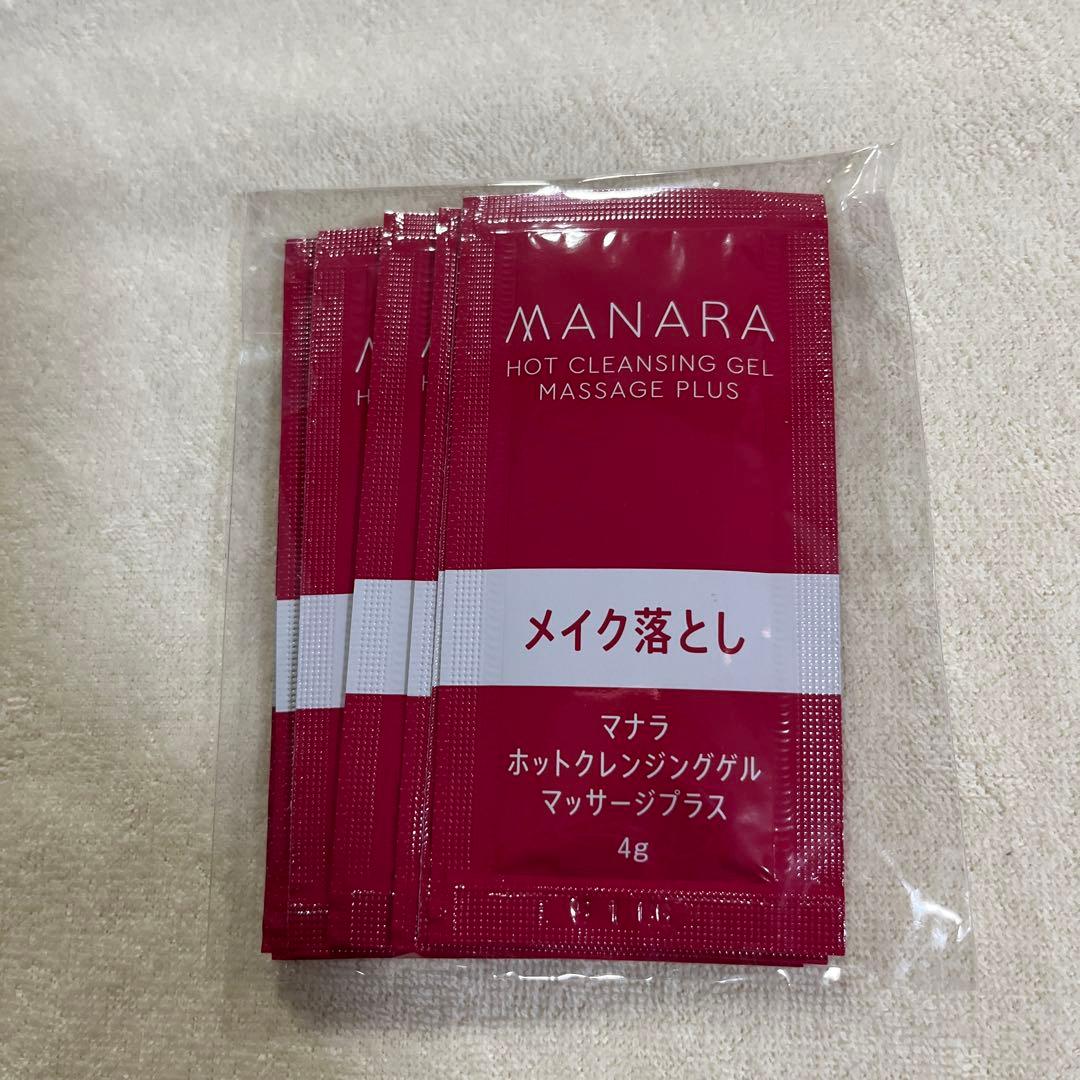 MANARA
HOT CLEANSING GEL
MASSAGE PLUS
メイク落とし
マナラ
ホットクレンジングゲル
マッサージプラス
4g